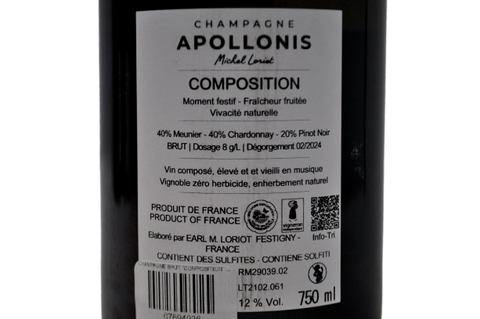 CHAMPAGNE
APOLLONIS
Michel Loriot
COMPOSITION
Moment festif - Fraîcheur fruitée
Vivacité naturelle
40% Meunier - 40% Chardonnay - 20% Pinot Noir
BRUT | Dosage 8 g/L | Dégorgement 02/2024
Vin composé, élevé et et vieilli en musique
Vignoble zéro herbicide, enherbement naturel
PRODUIT DE FRANCE
PRODUCT OF FRANCE
vigneron
Info-Tri
Elaboré par EARL M. LORIOT FESTIGNY -
FRANCE
CONTIENT DES SULFITES - CONTIENE SOLFITI
RM29039.02
LT2102.061
12 % Vol.
750 ml